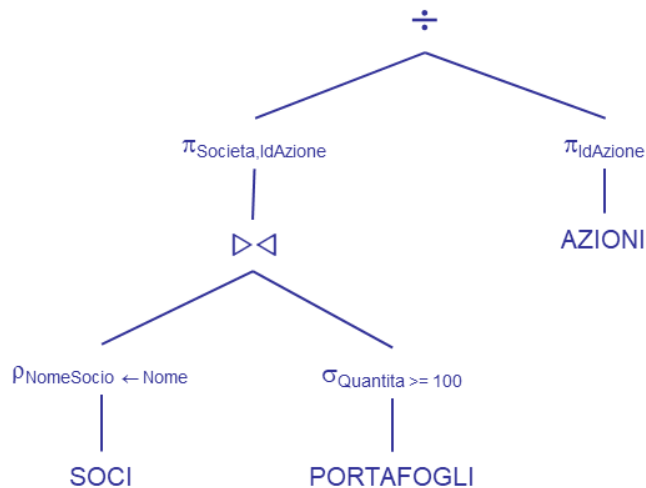 ÷
πSocieta,IdAzione πIdAzione
▷◁ AZIONI
ρNomeSocio ← Nome σQuantita >= 100
SOCI PORTAFOGLI